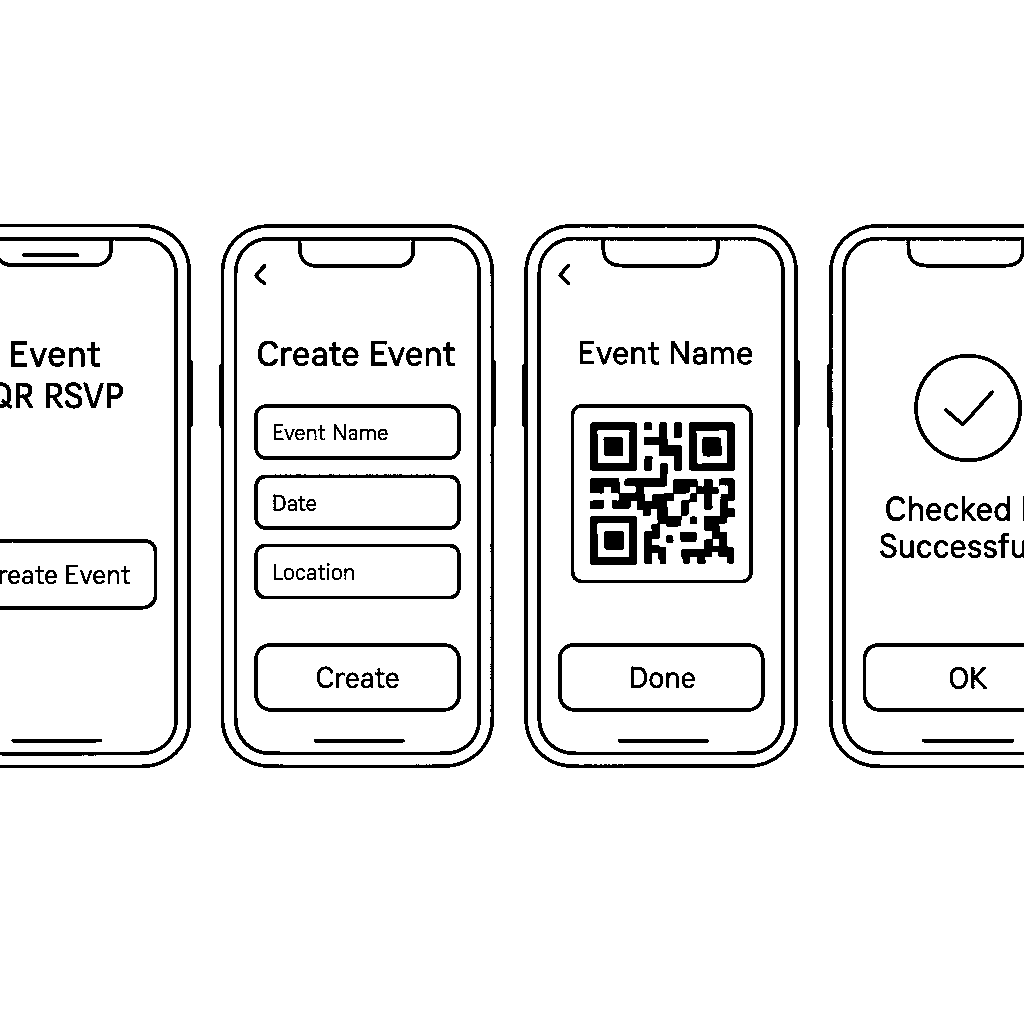 Event
QR RSVP
reate Event
Create Event
Event Name
Date
Location
Create
Event Name
Done
Checked
Successfu
OK